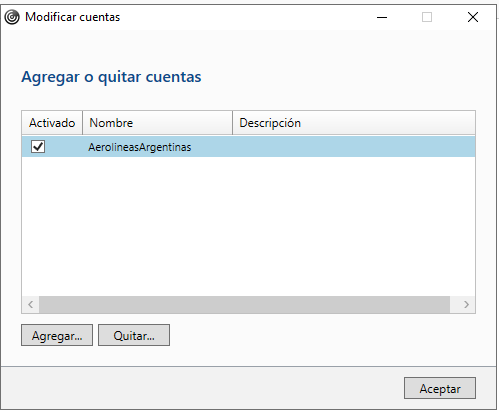 Modificar cuentas
Agregar o quitar cuentas
Activado Nombre Descripción
AerolineasArgentinas
Agregar... Quitar...
Aceptar